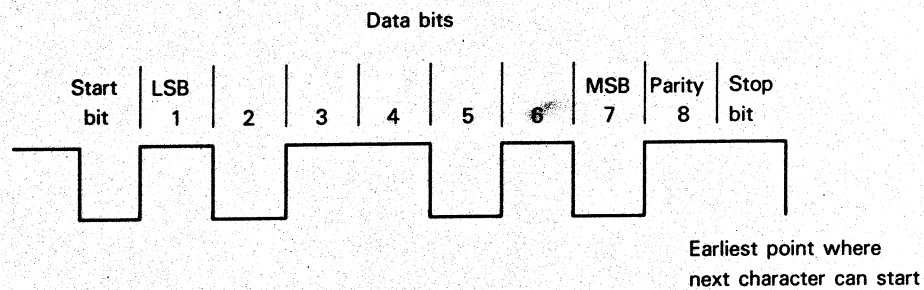 Data bits
Start LSB MSB Parity Stop
bit 1 2 3 4 5 6 7 8 bit
Earliest point where
next character can start